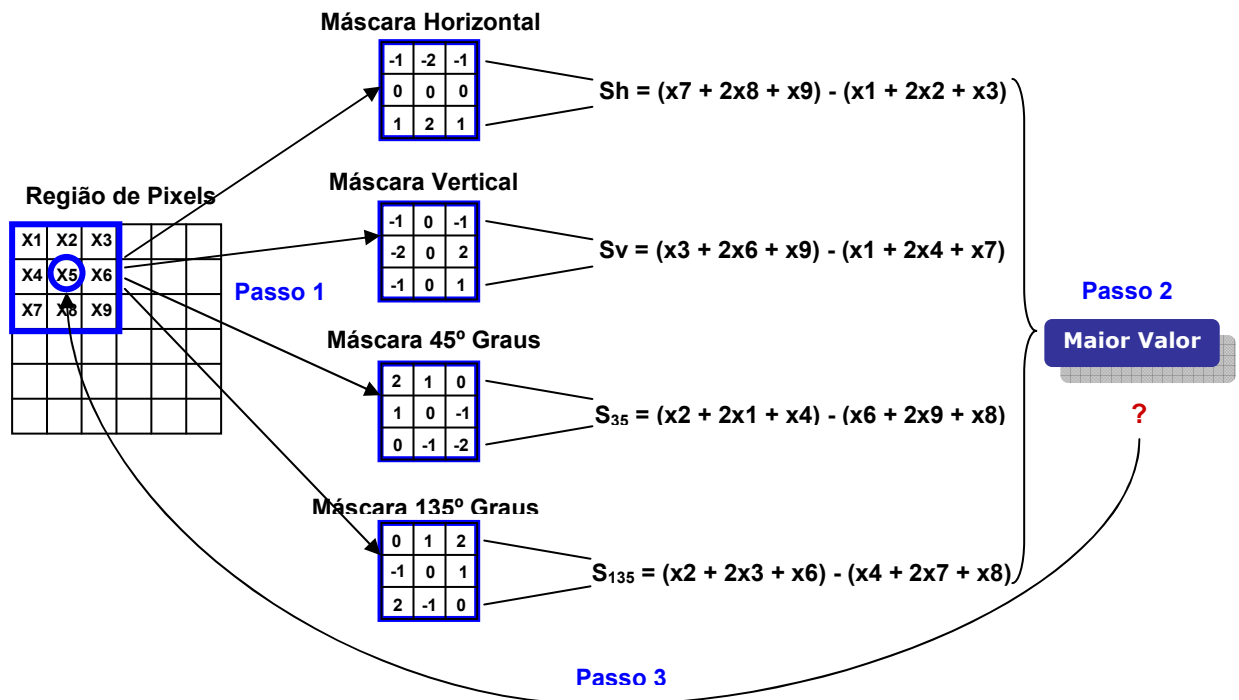 Máscara Horizontal
-1 -2 -1
0 0 0
1 2 1
Sh = (x7 + 2x8 + x9) - (x1 + 2x2 + x3)
Região de Pixels
X1 X2 X3
X4 X5 X6
X7 X8 X9
Passo 1
Máscara Vertical
-1 0 -1
-2 0 2
-1 0 1
Sv = (x3 + 2x6 + x9) - (x1 + 2x4 + x7)
Máscara 45º Graus
2 1 0
1 0 -1
0 -1 -2
S35 = (x2 + 2x1 + x4) - (x6 + 2x9 + x8)
Máscara 135º Graus
0 1 2
-1 0 1
2 -1 0
S135 = (x2 + 2x3 + x6) - (x4 + 2x7 + x8)
Passo 2
Maior Valor
?
Passo 3